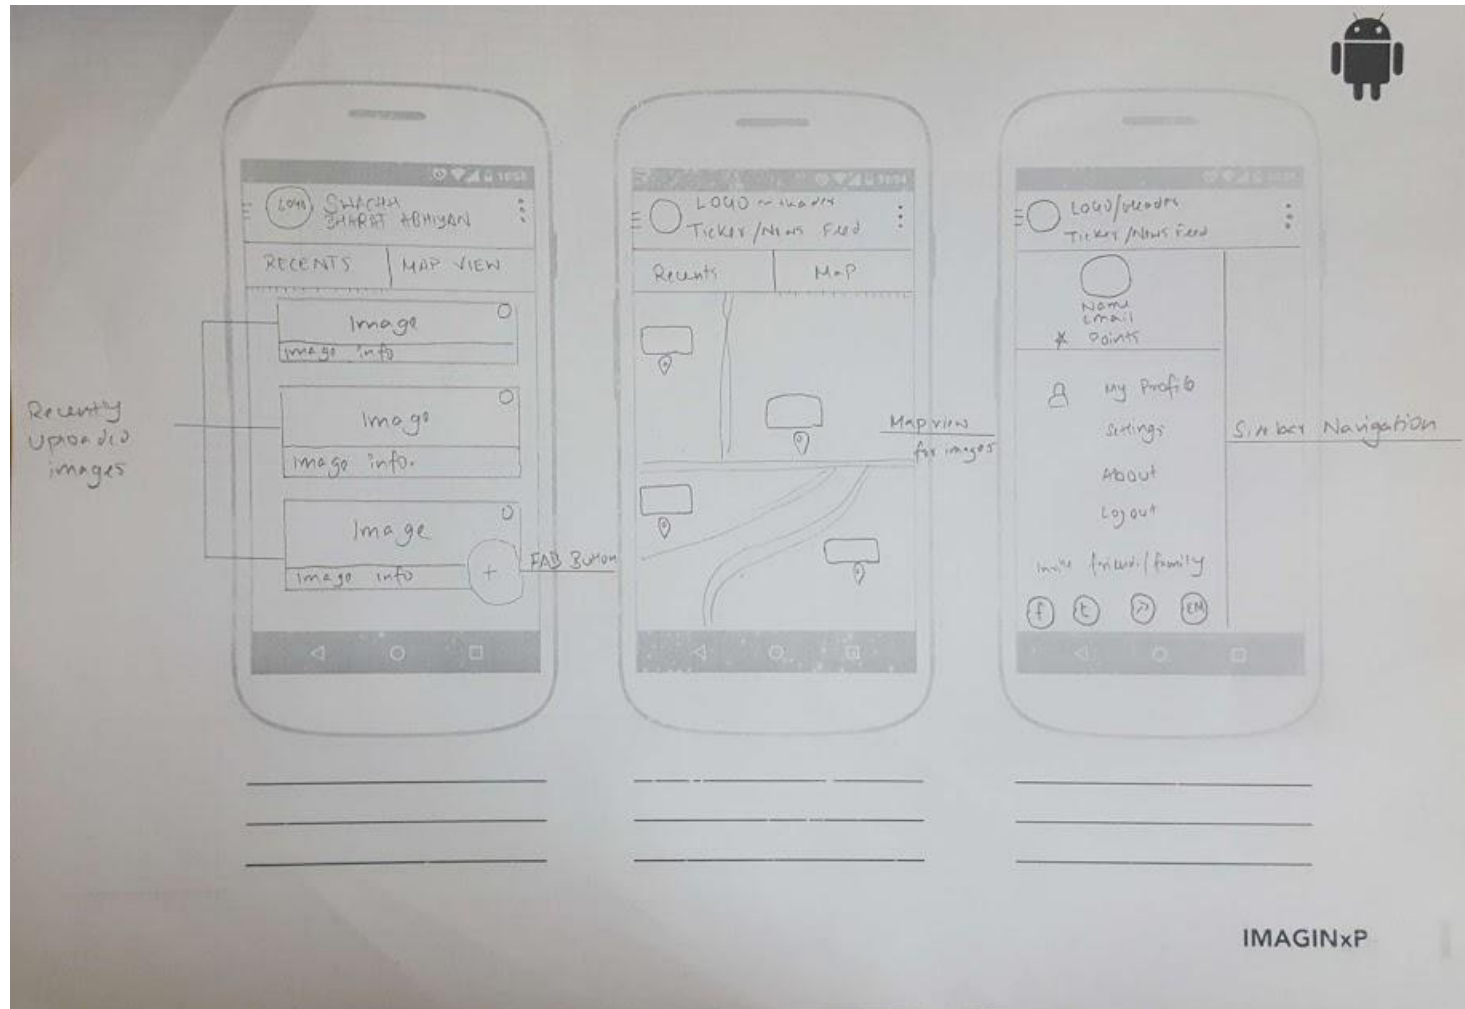 LOGO
SWACHH
BHARAT ABHIYAN
RECENTS
MAP VIEW
Image
Image info
Image
Image info.
Image
Image info
+
Recently
Uploaded
images
FAB Button
LOGO
Ticker/News Feed
Recents
Map
Map view
for images
LOGO/Header
Ticker/News Feed
Name
Email
Points
My Profile
Settings
About
Logout
Invite friends/family
f
t
EM
Navigation
IMAGINxP